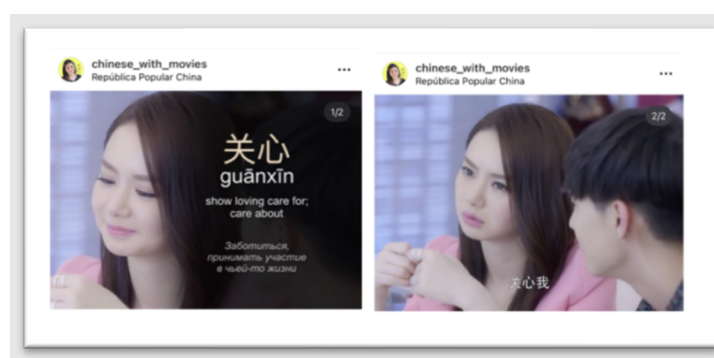 chinese_with_movies
República Popular China
1/2
关心
guānxīn
show loving care for;
care about
Заботиться,
принимать участие
в чьей-то жизни
chinese_with_movies
República Popular China
2/2
关心我